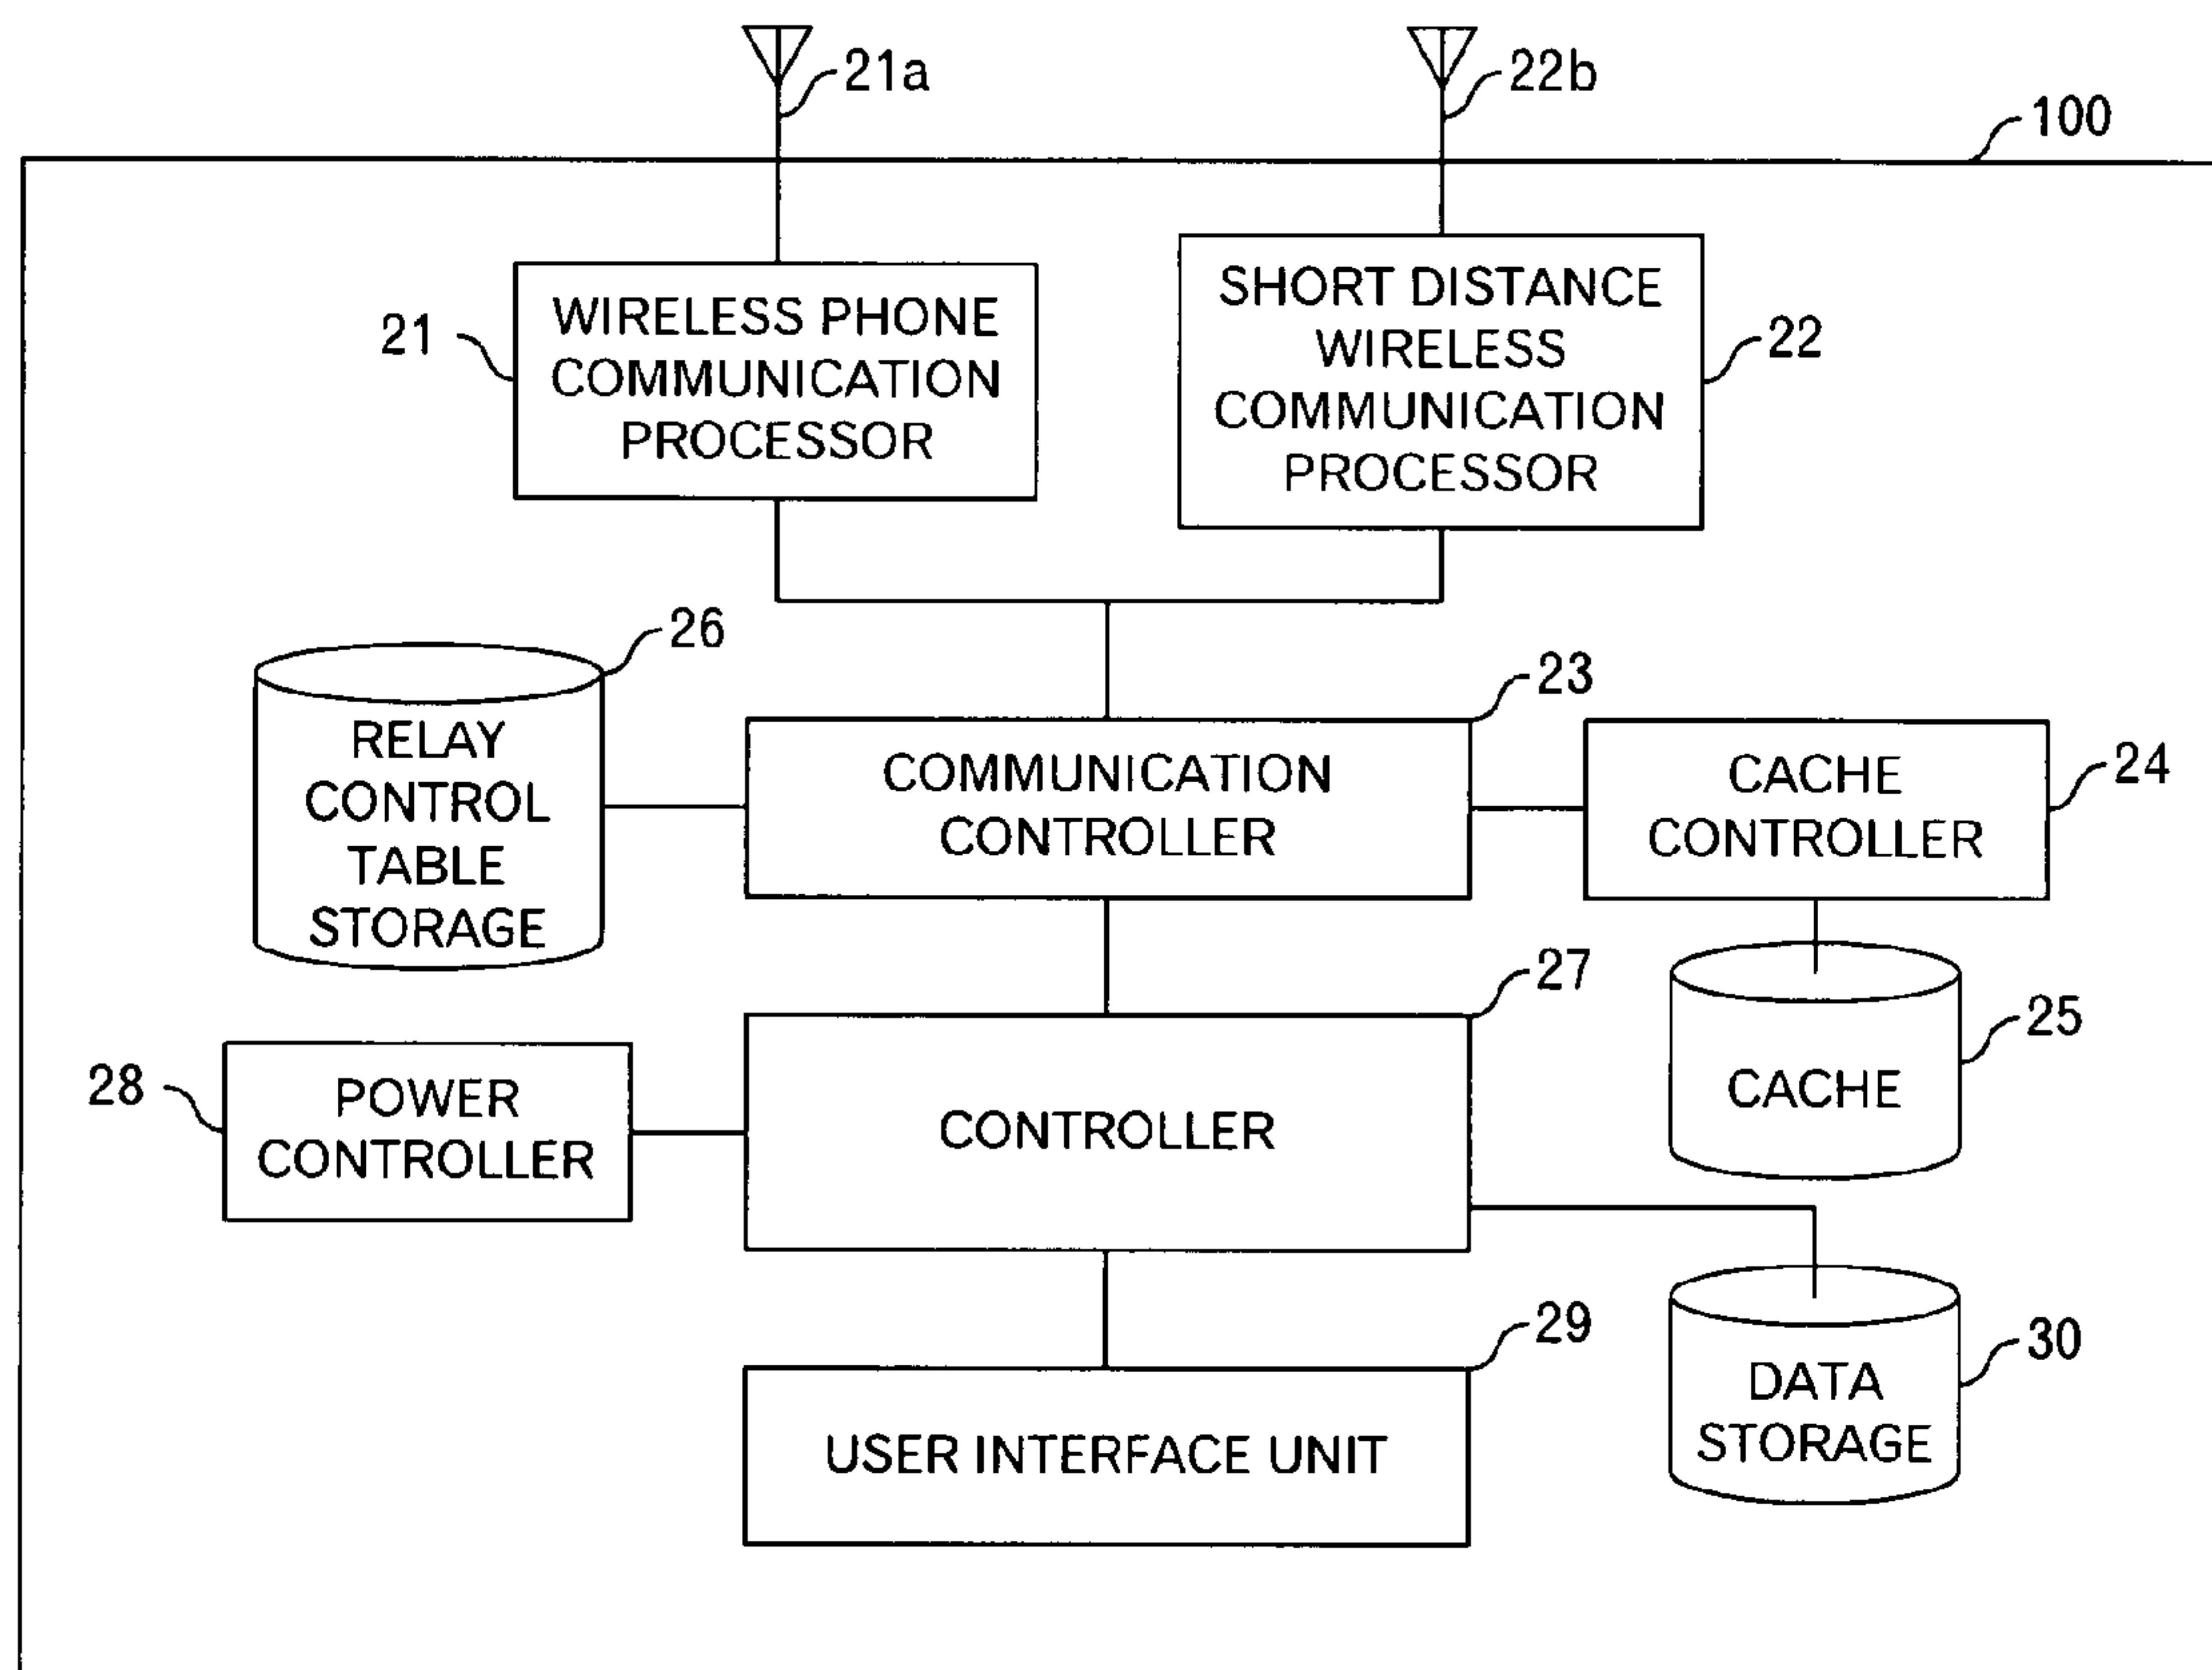 21a
22b
100
21
WIRELESS PHONE
COMMUNICATION
PROCESSOR
SHORT DISTANCE
WIRELESS
COMMUNICATION
PROCESSOR
22
26
RELAY
CONTROL
TABLE
STORAGE
23
COMMUNICATION
CONTROLLER
CACHE
CONTROLLER
24
27
25
CACHE
28
POWER
CONTROLLER
CONTROLLER
29
USER INTERFACE UNIT
30
DATA
STORAGE